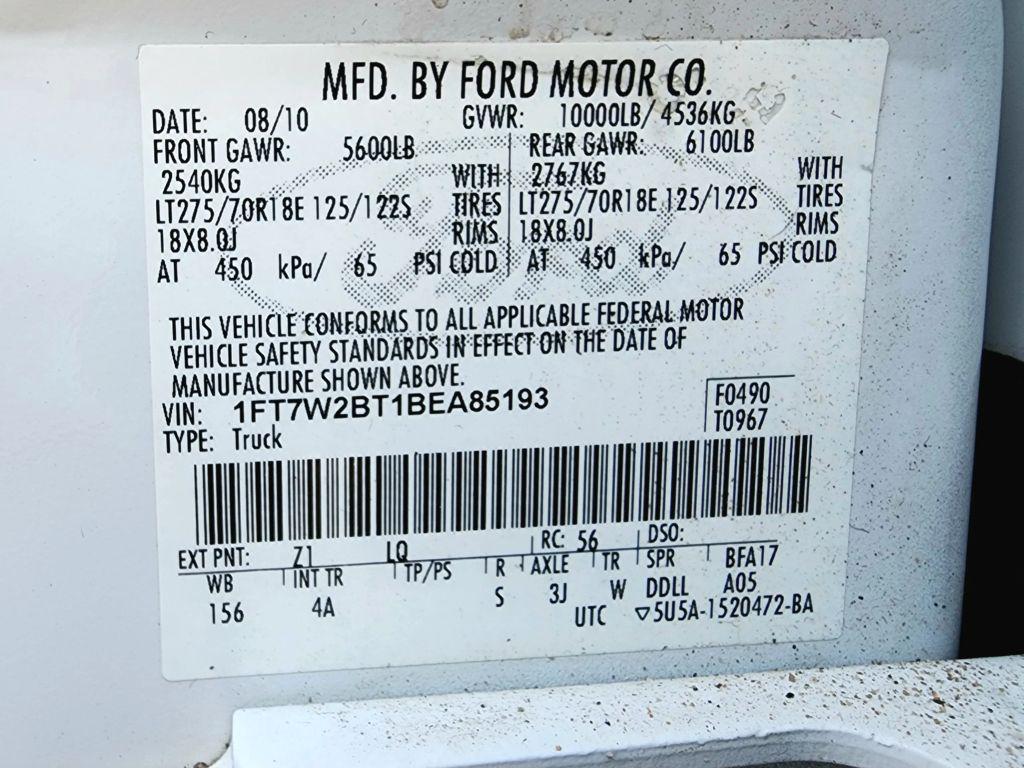 MFD. BY FORD MOTOR CO.
DATE: 08/10 GVWR: 10000LB/ 4536KG
FRONT GAWR: 5600LB REAR GAWR: 6100LB
2540KG WITH 2767KG WITH
LT275/70R18E 125/122S TIRES LT275/70R18E 125/122S TIRES
18X8.0J RIMS 18X8.0J RIMS
AT 450 kPa/ 65 PSI COLD AT 450 kPa/ 65 PSI COLD
THIS VEHICLE CONFORMS TO ALL APPLICABLE FEDERAL MOTOR
VEHICLE SAFETY STANDARDS IN EFFECT ON THE DATE OF
MANUFACTURE SHOWN ABOVE.
VIN: 1FT7W2BT1BEA85193 F0490
TYPE: Truck T0967
EXT PNT: Z1 LQ RC: 56 DSO:
WB INT TR TP/PS R AXLE TR SPR BFA17
156 4A S 3J W DDLL A05
UTC ▽5U5A-1520472-BA